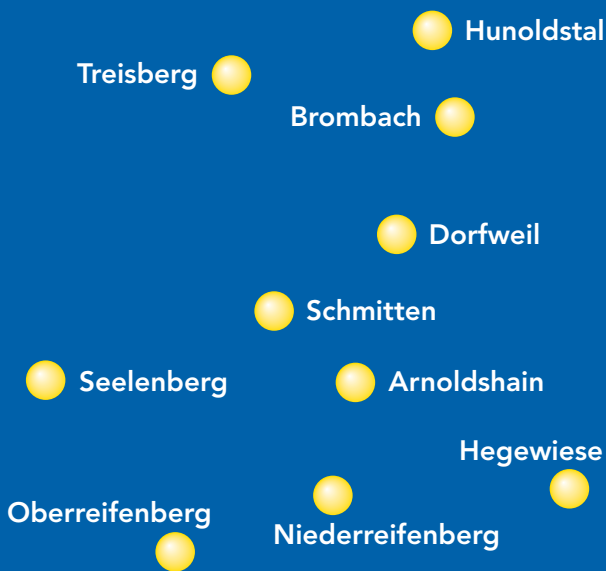 Hunoldstal
Treisberg
Brombach
Dorfweil
Schmitten
Seelenberg
Arnoldshain
Hegewiese
Oberreifenberg
Niederreifenberg